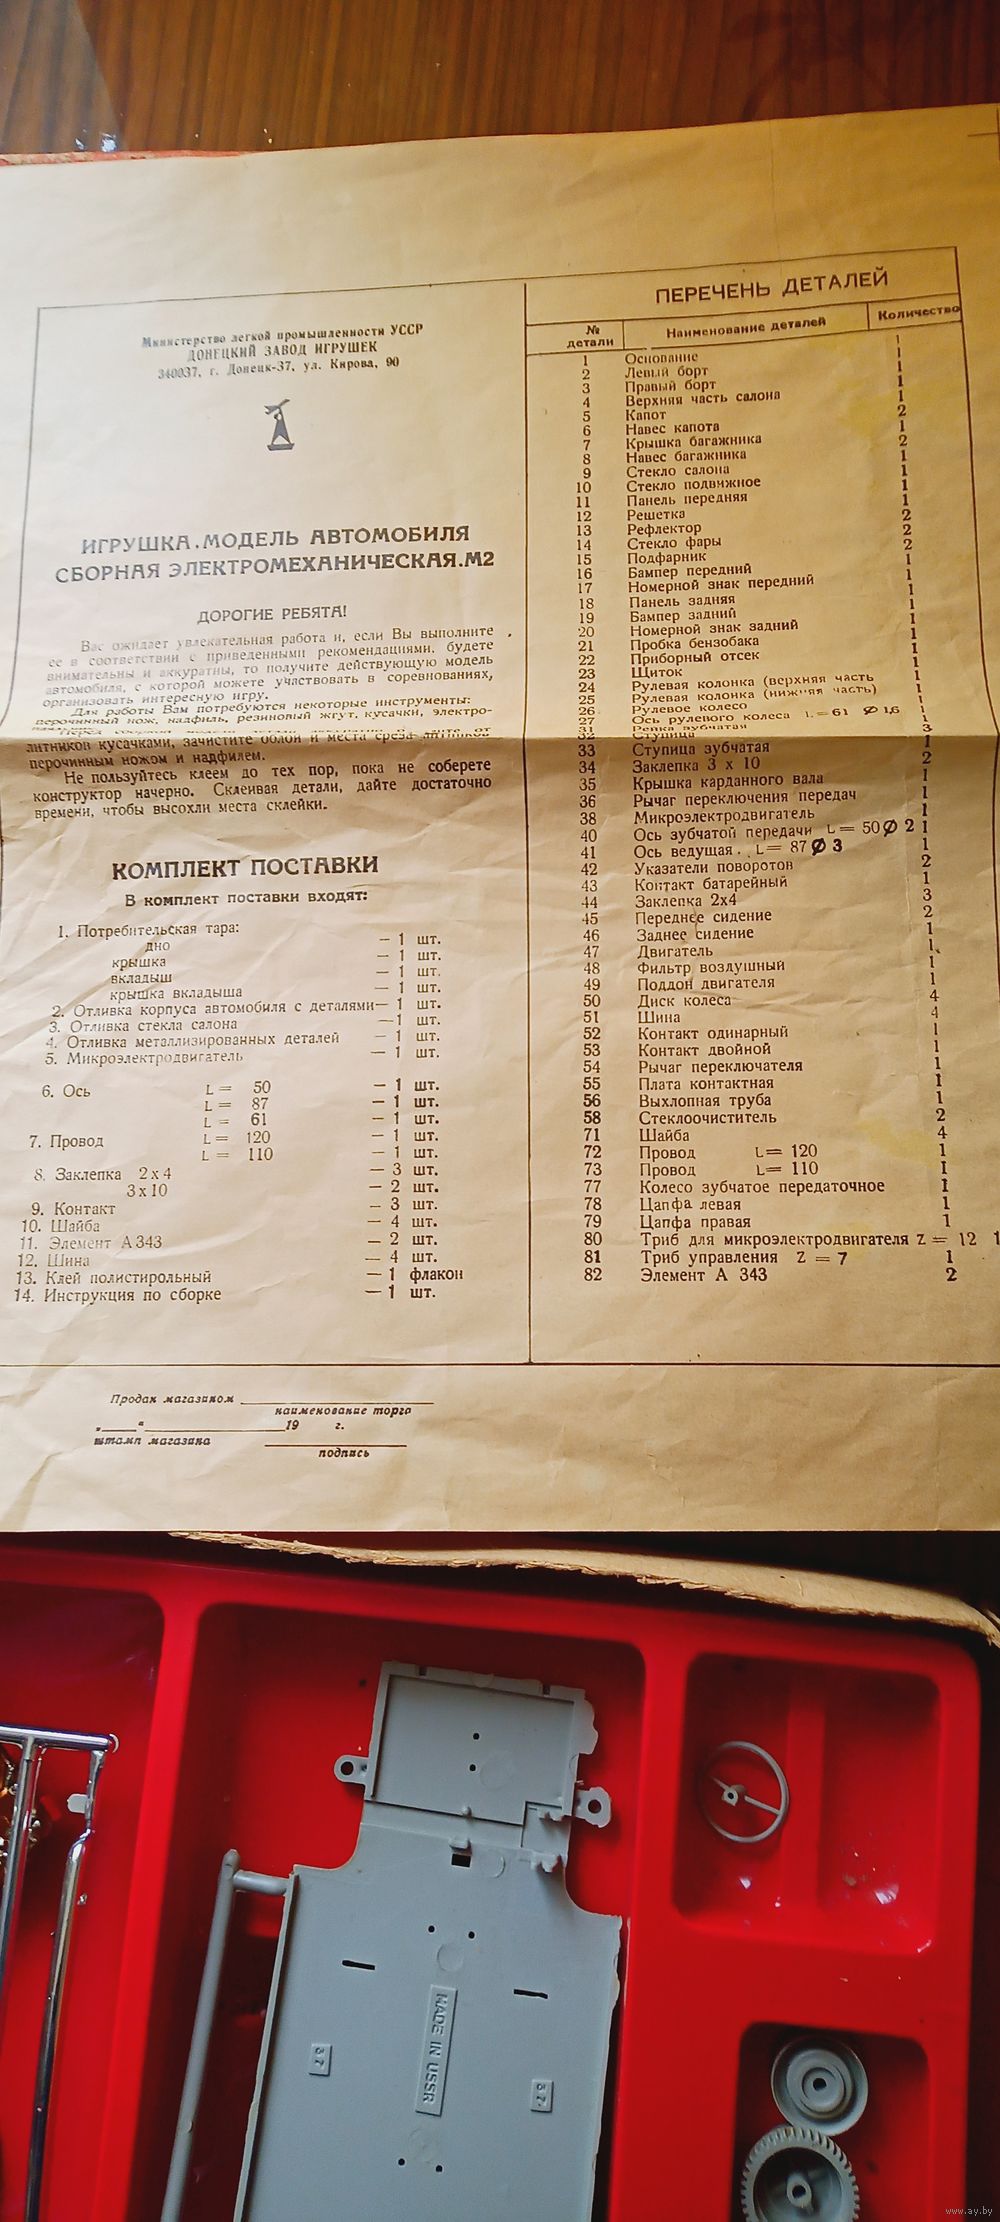 Министерство легкой промышленности УССР
ДОНЕЦКИЙ ЗАВОД ИГРУШЕК
340037, г. Донецк-37, ул. Кирова, 90
ИГРУШКА.МОДЕЛЬ АВТОМОБИЛЯ
СБОРНАЯ ЭЛЕКТРОМЕХАНИЧЕСКАЯ.М2
ДОРОГИЕ РЕБЯТА!
Вас ожидает увлекательная работа и, если Вы выполните
ее в соответствии с приведенными рекомендациями, будете
внимательны и аккуратны, то получите действующую модель
автомобиля, с которой можете участвовать в соревнованиях,
организовать интересную игру.
Для работы Вам потребуются некоторые инструменты:
перочинный нож, надфиль, резиновый жгут, кусачки, электро-
литников кусачками, зачистите облой и места среза литников
перочинным ножом и надфилем.
Не пользуйтесь клеем до тех пор, пока не соберете
конструктор начерно. Склеивая детали, дайте достаточно
времени, чтобы высохли места склейки.
КОМПЛЕКТ ПОСТАВКИ
В комплект поставки входят:
1. Потребительская тара:
дно — 1 шт.
крышка — 1 шт.
вкладыш — 1 шт.
крышка вкладыша — 1 шт.
2. Отливка корпуса автомобиля с деталями — 1 шт.
3. Отливка стекла салона — 1 шт.
4. Отливка металлизированных деталей — 1 шт.
5. Микроэлектродвигатель — 1 шт.
6. Ось L = 50 — 1 шт.
L = 87 — 1 шт.
L = 61 — 1 шт.
7. Провод L = 120 — 1 шт.
L = 110 — 1 шт.
8. Заклепка 2х4 — 3 шт.
3х10 — 2 шт.
9. Контакт — 3 шт.
10. Шайба — 4 шт.
11. Элемент А343 — 2 шт.
12. Шина — 4 шт.
13. Клей полистирольный — 1 флакон
14. Инструкция по сборке — 1 шт.
ПЕРЕЧЕНЬ ДЕТАЛЕЙ
№ детали Наименование деталей Количество
1 Основание 1
2 Левый борт 1
3 Правый борт 1
4 Верхняя часть салона 1
5 Капот 1
6 Навес капота 2
7 Крышка багажника 1
8 Навес багажника 2
9 Стекло салона 1
10 Стекло подвижное 1
11 Панель передняя 1
12 Решетка 1
13 Рефлектор 2
14 Стекло фары 2
15 Подфарник 2
16 Бампер передний 1
17 Номерной знак передний 1
18 Панель задняя 1
19 Бампер задний 1
20 Номерной знак задний 1
21 Пробка бензобака 1
22 Приборный отсек 1
23 Щиток 1
24 Рулевая колонка (верхняя часть 1
25 Рулевая колонка (нижняя часть) 1
26 Рулевое колесо 1
27 Ось рулевого колеса L = 61 Ø 1,6 1
31 Рейка зубчатая
32 Ступица 3
33 Ступица зубчатая 1
34 Заклепка 3 х 10 2
35 Крышка карданного вала 1
36 Рычаг переключения передач 1
38 Микроэлектродвигатель 1
40 Ось зубчатой передачи L = 50 Ø 2 1
41 Ось ведущая. L = 87 Ø 3 1
42 Указатели поворотов 2
43 Контакт батарейный 1
44 Заклепка 2х4 3
45 Переднее сидение 2
46 Заднее сидение 1
47 Двигатель 1
48 Фильтр воздушный 1
49 Поддон двигателя 1
50 Диск колеса 4
51 Шина 4
52 Контакт одинарный 1
53 Контакт двойной 1
54 Рычаг переключателя 1
55 Плата контактная 1
56 Выхлопная труба 1
58 Стеклоочиститель 2
71 Шайба 4
72 Провод L = 120 1
73 Провод L = 110 1
77 Колесо зубчатое передаточное 1
78 Цапфа левая 1
79 Цапфа правая 1
80 Триб для микроэлектродвигателя Z = 12 1
81 Триб управления Z = 7 1
82 Элемент А 343 2
Продан магазином
наименование торга
„ “ 19 г.
штамп магазина
подпись
MADE IN USSR
www.ay.by